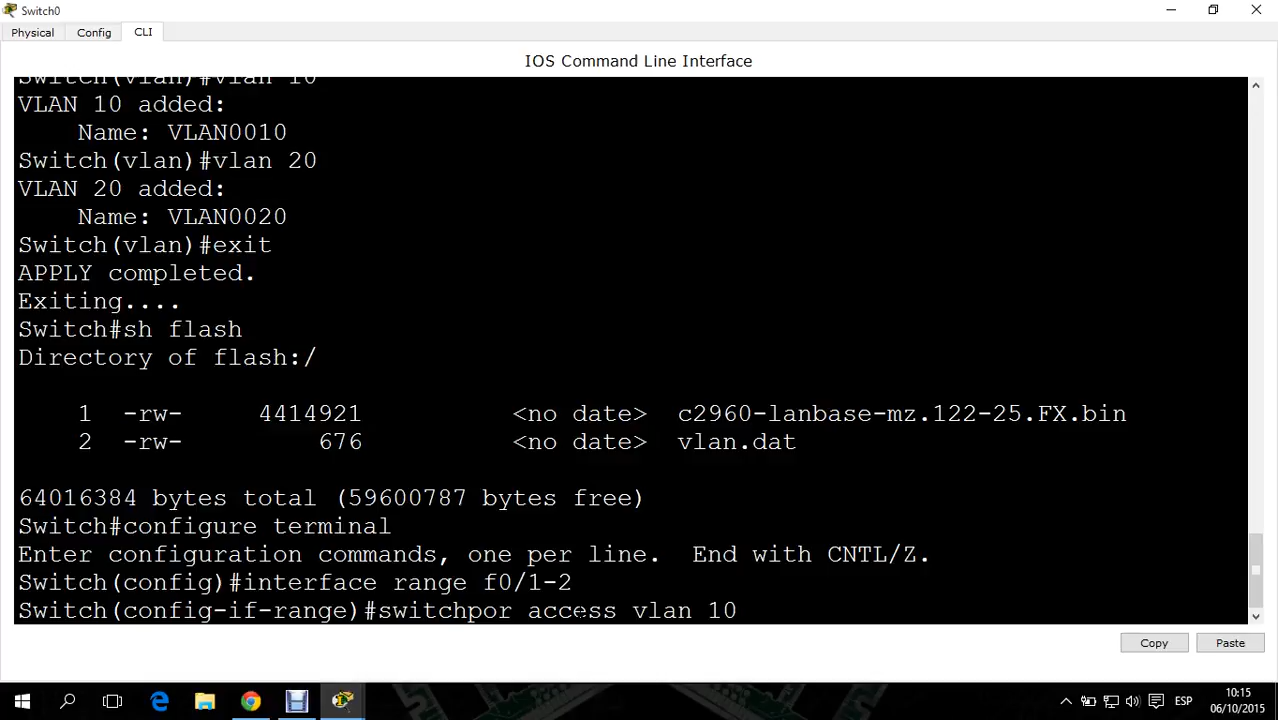 Switch0
Physical Config CLI
IOS Command Line Interface
Switch(vlan)#vlan 10
VLAN 10 added:
    Name: VLAN0010
Switch(vlan)#vlan 20
VLAN 20 added:
    Name: VLAN0020
Switch(vlan)#exit
APPLY completed.
Exiting....
Switch#sh flash
Directory of flash:/
    1  -rw-     4414921          <no date>  c2960-lanbase-mz.122-25.FX.bin
    2  -rw-         676          <no date>  vlan.dat
64016384 bytes total (59600787 bytes free)
Switch#configure terminal
Enter configuration commands, one per line.  End with CNTL/Z.
Switch(config)#interface range f0/1-2
Switch(config-if-range)#switchpor access vlan 10
Copy Paste
ESP
10:15
06/10/2015